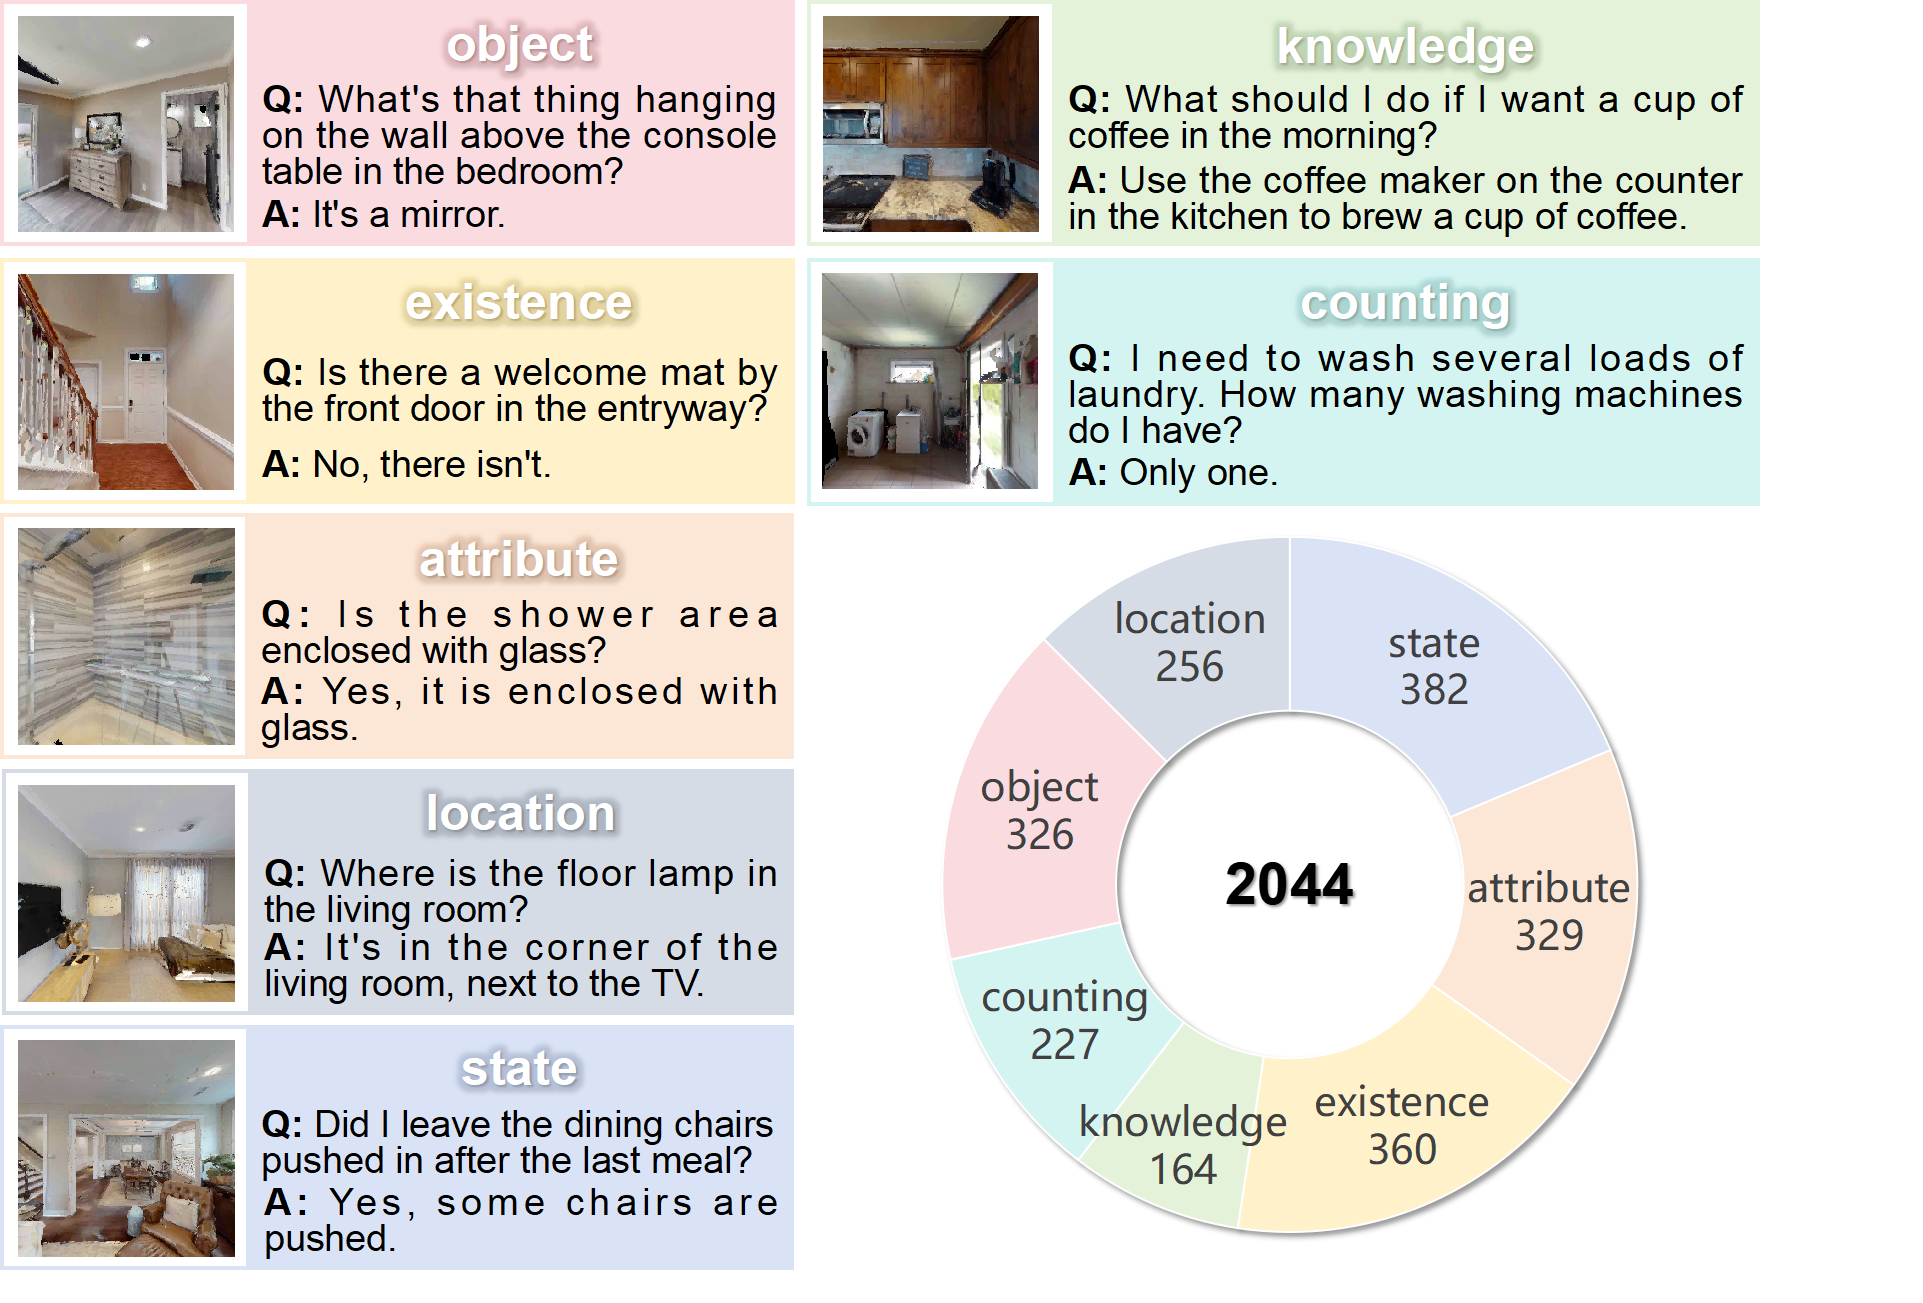 object
Q: What's that thing hanging
on the wall above the console
table in the bedroom?
A: It's a mirror.
existence
Q: Is there a welcome mat by
the front door in the entryway?
A: No, there isn't.
attribute
Q: Is the shower area
enclosed with glass?
A: Yes, it is enclosed with
glass.
location
Q: Where is the floor lamp in
the living room?
A: It's in the corner of the
living room, next to the TV.
state
Q: Did I leave the dining chairs
pushed in after the last meal?
A: Yes, some chairs are
pushed.
knowledge
Q: What should I do if I want a cup of
coffee in the morning?
A: Use the coffee maker on the counter
in the kitchen to brew a cup of coffee.
counting
Q: I need to wash several loads of
laundry. How many washing machines
do I have?
A: Only one.
location
256
state
382
object
326
2044
attribute
329
counting
227
knowledge
164
existence
360